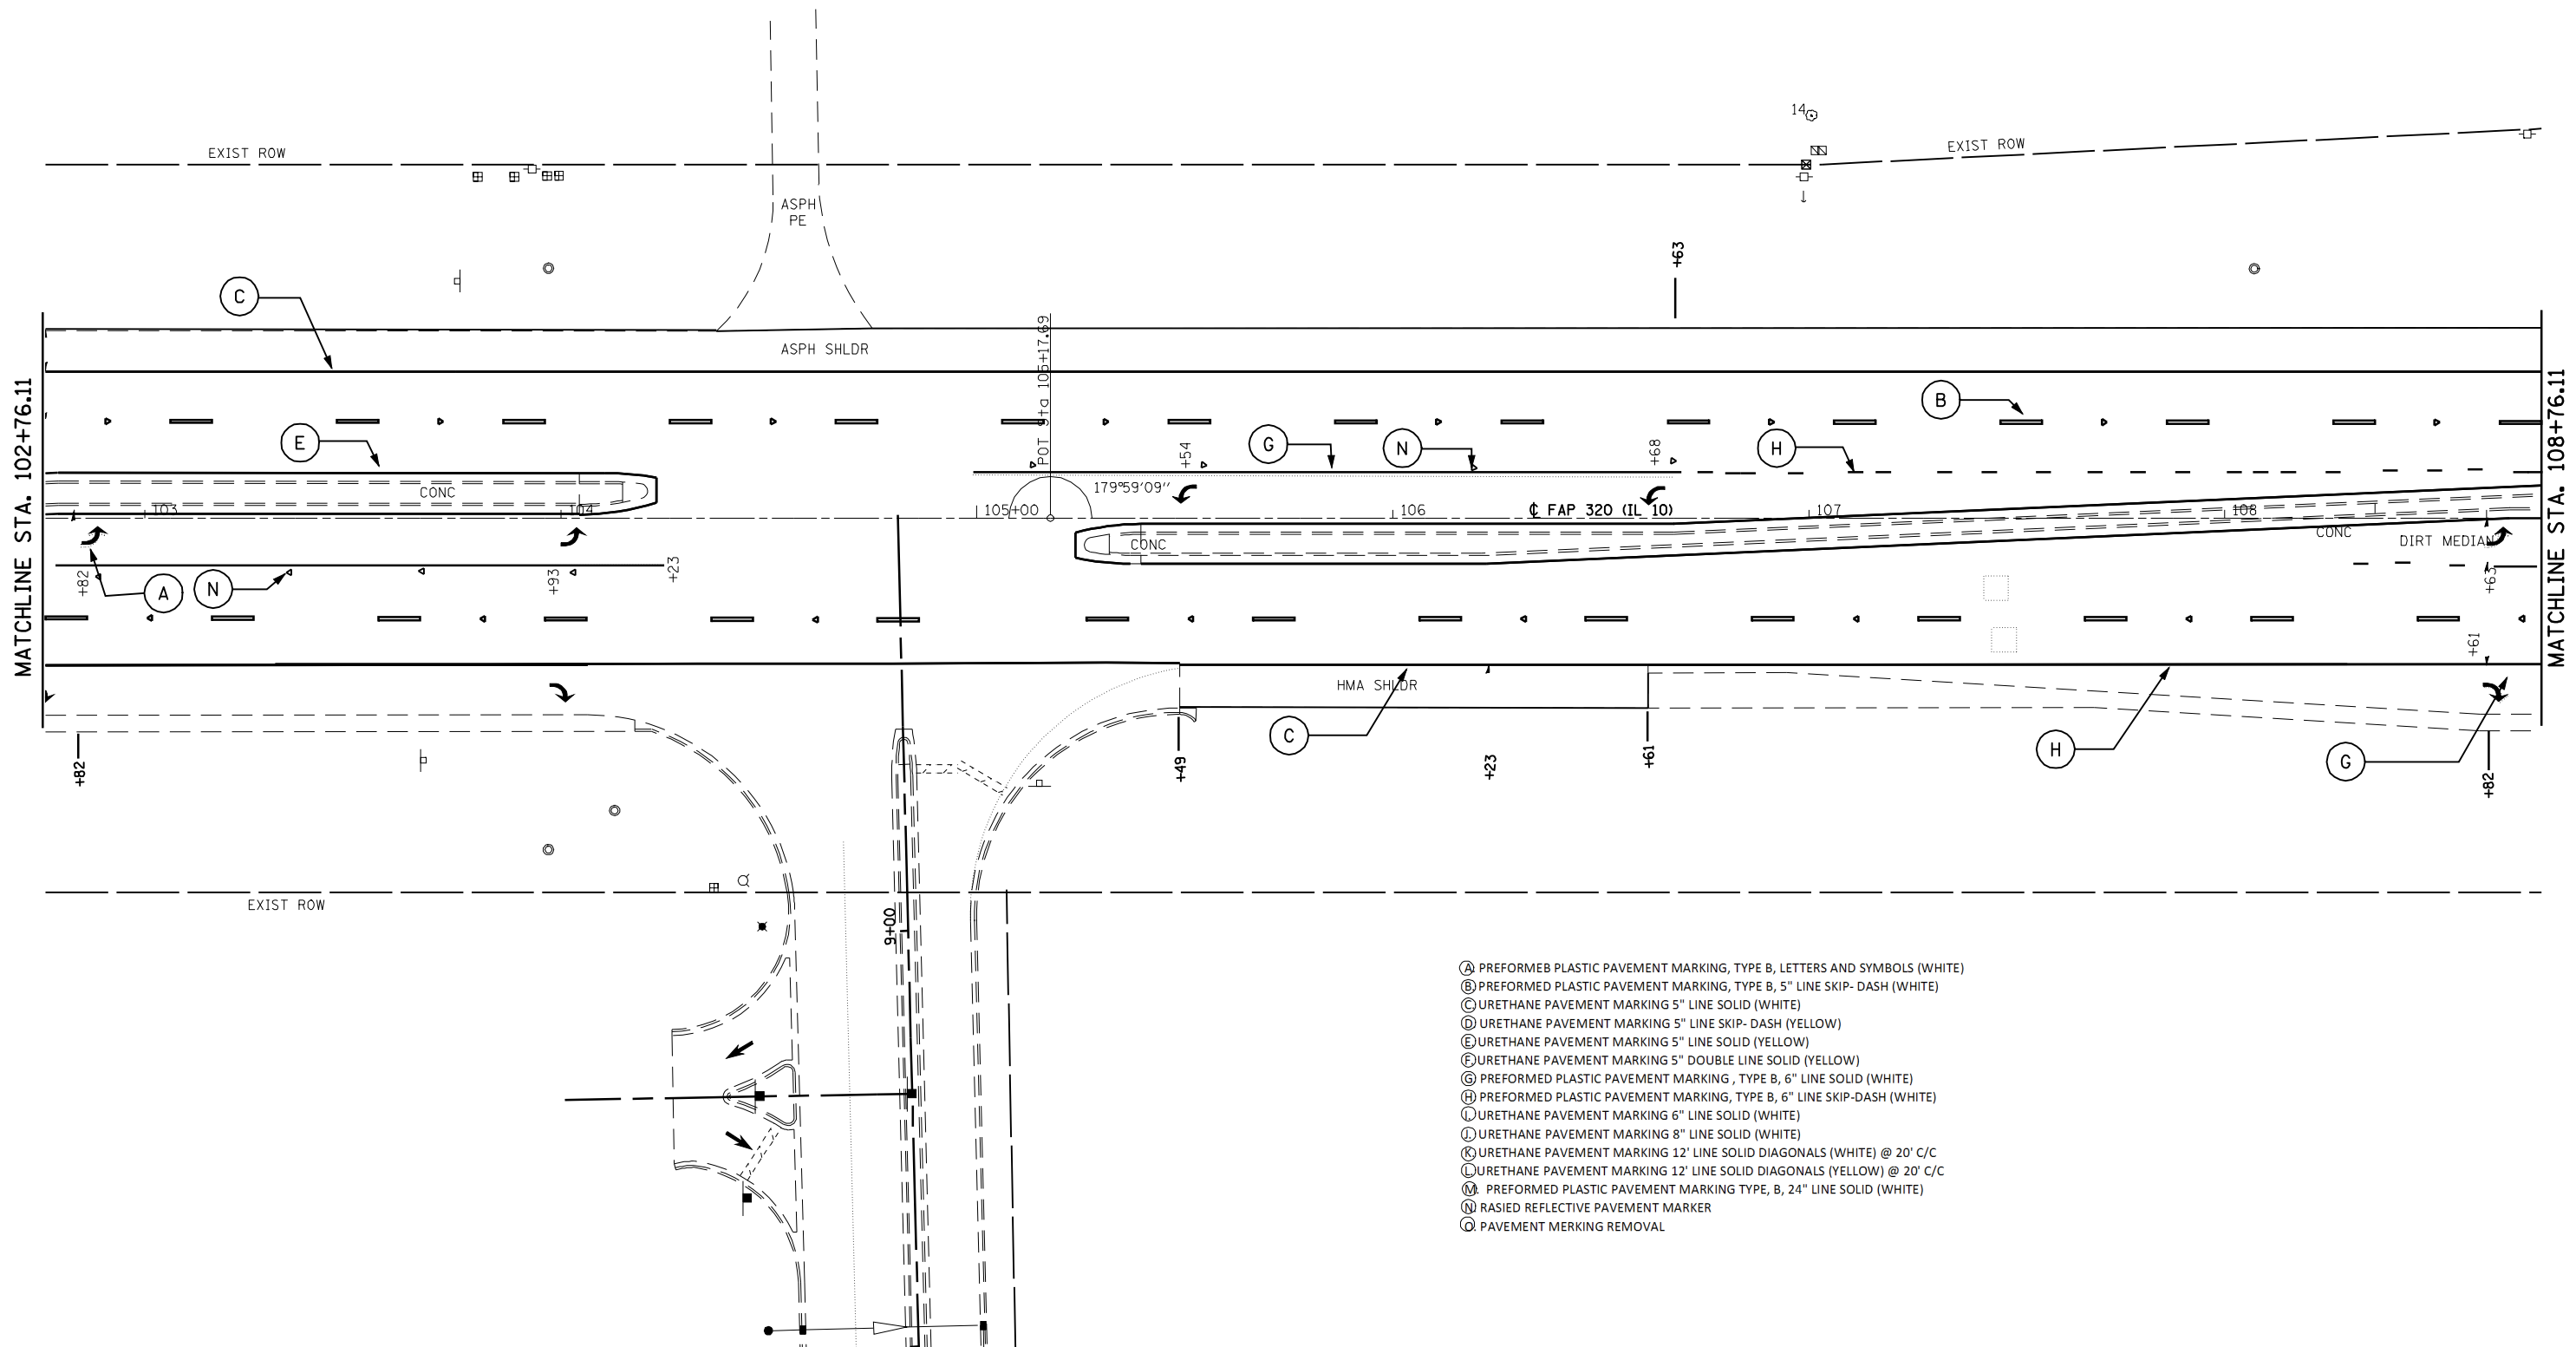 14
EXIST ROW
EXIST ROW
ASPH
PE
+63
C
ASPH SHLDR
POT Sta 105+17.69
MATCHLINE STA. 102+76.11
MATCHLINE STA. 108+76.11
B
E
G
N
H
+54
+68
CONC
179°59'09"
103
104
105+00
106
℄ FAP 320 (IL 10)
107
108
CONC
CONC
DIRT MEDIAN
+82
A
N
+93
+23
+63
+61
HMA SHLDR
C
H
G
+82
+49
+23
+61
+82
EXIST ROW
9+00
A. PREFORMEB PLASTIC PAVEMENT MARKING, TYPE B, LETTERS AND SYMBOLS (WHITE)
B. PREFORMED PLASTIC PAVEMENT MARKING, TYPE B, 5" LINE SKIP- DASH (WHITE)
C. URETHANE PAVEMENT MARKING 5" LINE SOLID (WHITE)
D URETHANE PAVEMENT MARKING 5" LINE SKIP- DASH (YELLOW)
E. URETHANE PAVEMENT MARKING 5" LINE SOLID (YELLOW)
F. URETHANE PAVEMENT MARKING 5" DOUBLE LINE SOLID (YELLOW)
G PREFORMED PLASTIC PAVEMENT MARKING , TYPE B, 6" LINE SOLID (WHITE)
H PREFORMED PLASTIC PAVEMENT MARKING, TYPE B, 6" LINE SKIP-DASH (WHITE)
I. URETHANE PAVEMENT MARKING 6" LINE SOLID (WHITE)
J. URETHANE PAVEMENT MARKING 8" LINE SOLID (WHITE)
K. URETHANE PAVEMENT MARKING 12' LINE SOLID DIAGONALS (WHITE) @ 20' C/C
L. URETHANE PAVEMENT MARKING 12' LINE SOLID DIAGONALS (YELLOW) @ 20' C/C
M. PREFORMED PLASTIC PAVEMENT MARKING TYPE, B, 24" LINE SOLID (WHITE)
N. RASIED REFLECTIVE PAVEMENT MARKER
O. PAVEMENT MERKING REMOVAL